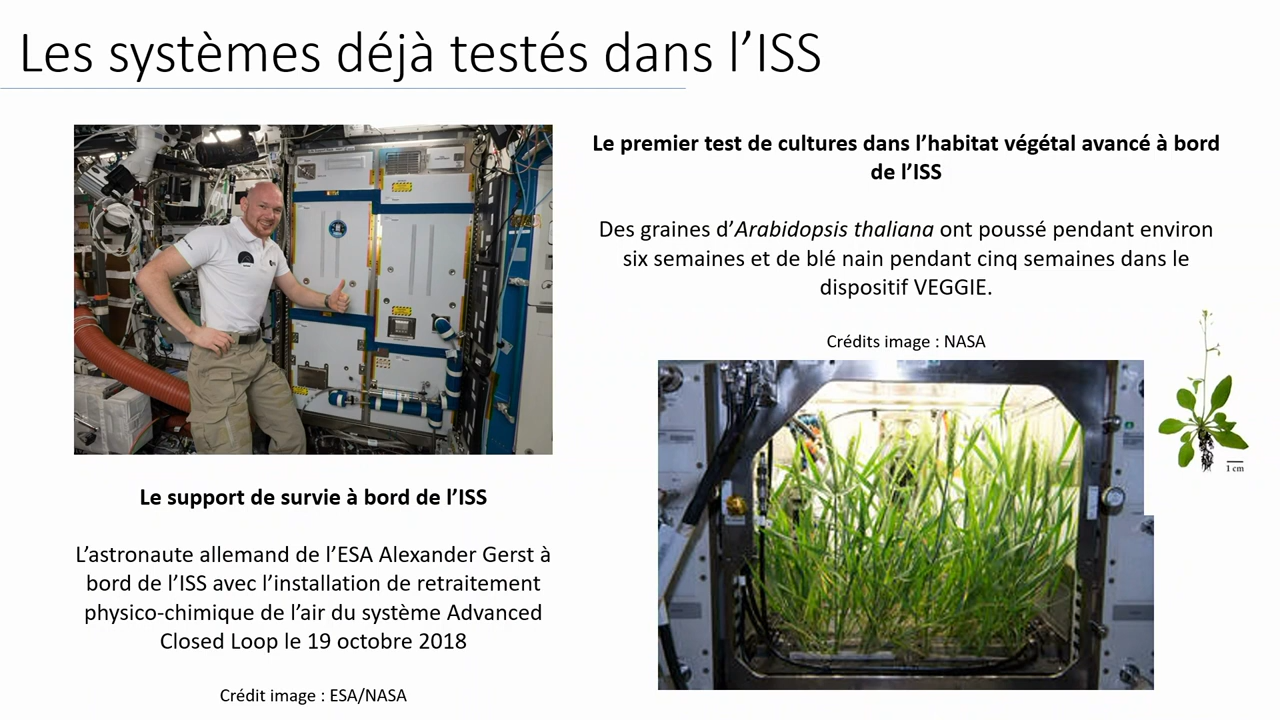 Les systèmes déjà testés dans l’ISS
Le support de survie à bord de l’ISS
L’astronaute allemand de l’ESA Alexander Gerst à
bord de l’ISS avec l’installation de retraitement
physico-chimique de l’air du système Advanced
Closed Loop le 19 octobre 2018
Crédit image : ESA/NASA
Le premier test de cultures dans l’habitat végétal avancé à bord
de l’ISS
Des graines d’Arabidopsis thaliana ont poussé pendant environ
six semaines et de blé nain pendant cinq semaines dans le
dispositif VEGGIE.
Crédits image : NASA
1 cm